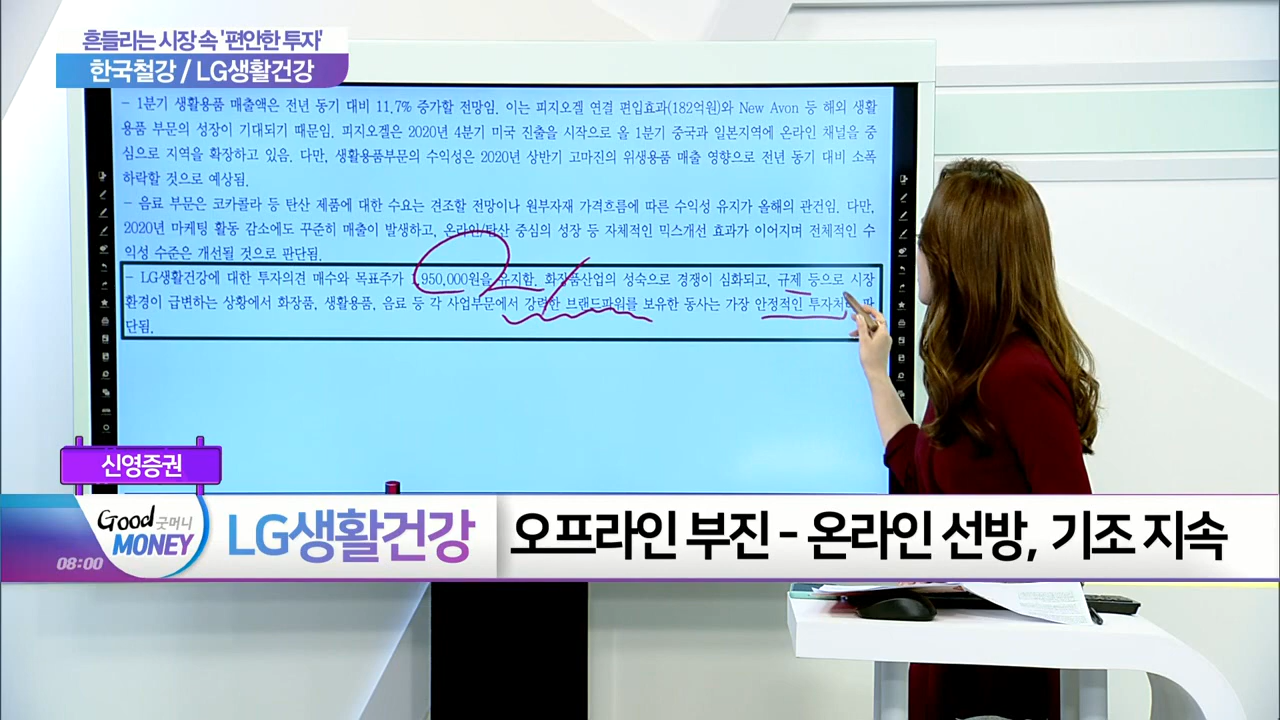 흔들리는 시장 속 '편안한 투자'
한국철강 / LG생활건강
- 1분기 생활용품 매출액은 전년 동기 대비 11.7% 증가할 전망임. 이는 피지오겔 연결 편입효과(182억원)와 New Avon 등 해외 생활
용품 부문의 성장이 기대되기 때문임. 피지오겔은 2020년 4분기 미국 진출을 시작으로 올 1분기 중국과 일본지역에 온라인 채널을 중
심으로 지역을 확장하고 있음. 다만, 생활용품부문의 수익성은 2020년 상반기 고마진의 위생용품 매출 영향으로 전년 동기 대비 소폭
하락할 것으로 예상됨.
- 음료 부문은 코카콜라 등 탄산 제품에 대한 수요는 견조할 전망이나 원부자재 가격흐름에 따른 수익성 유지가 올해의 관건임. 다만,
2020년 마케팅 활동 감소에도 꾸준히 매출이 발생하고, 온라인/탄산 중심의 성장 등 자체적인 믹스개선 효과가 이어지며 전체적인 수
익성 수준은 개선될 것으로 판단됨.
- LG생활건강에 대한 투자의견 매수와 목표주가 950,000원을 유지함. 화장품산업의 성숙으로 경쟁이 심화되고, 규제 등으로 시장
환경이 급변하는 상황에서 화장품, 생활용품, 음료 등 각 사업부문에서 강력한 브랜드파워를 보유한 동사는 가장 안정적인 투자처 판
단됨.
신영증권
Good 굿머니
MONEY
08:00
LG생활건강
오프라인 부진 - 온라인 선방, 기조 지속